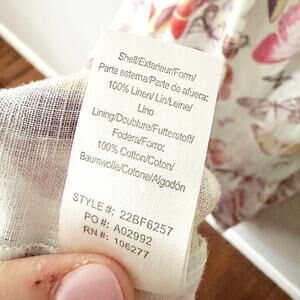 Shell/Exterieur/Form/
Parte esterna/Parte de afuera:
100% Linen/ Lin/Leine/
Lino
Lining/Doublure/Futterstoff/
Fodera/Forro:
100% Cotton/Coton/
Baumwolle/Cotone/Algodón
STYLE#: 22BF6257
PO#: A02992
RN#: 106277